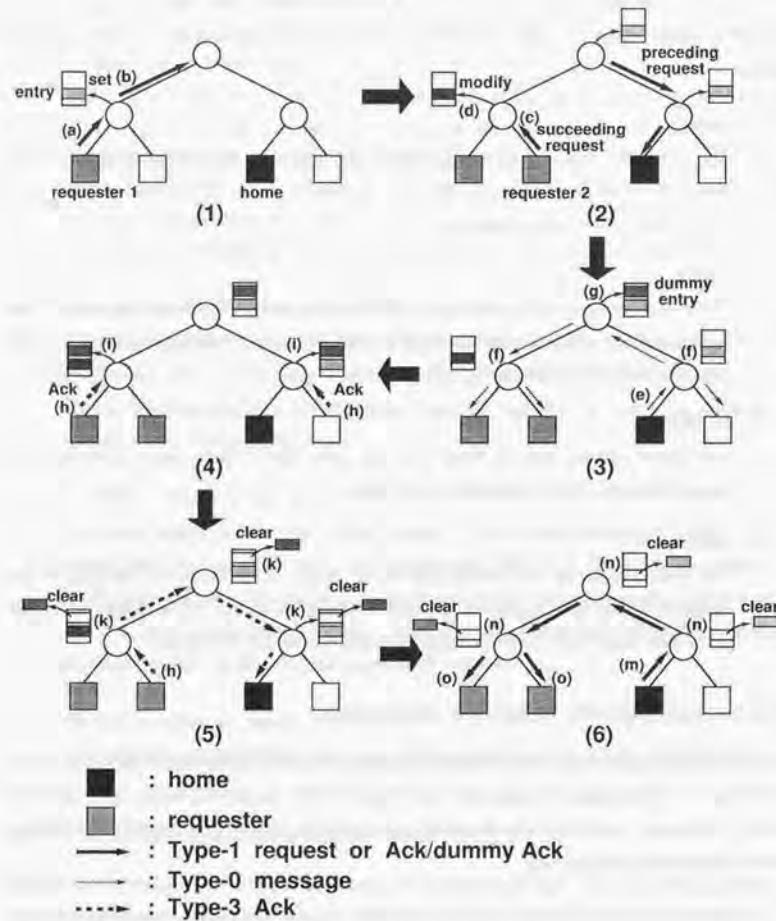 set (b)
entry
(a)
requester 1
home
(1)
preceding
request
modify
(d)
(c)
succeeding
request
requester 2
(2)
(i)
(i)
Ack
(h)
Ack
(h)
(4)
(g)
dummy
entry
(f)
(f)
(e)
(3)
clear
(k)
clear
(k)
clear
(k)
(h)
(5)
clear
(n)
clear
(n)
clear
(n)
(o)
(o)
(m)
(6)
: home
: requester
: Type-1 request or Ack/dummy Ack
: Type-0 message
: Type-3 Ack